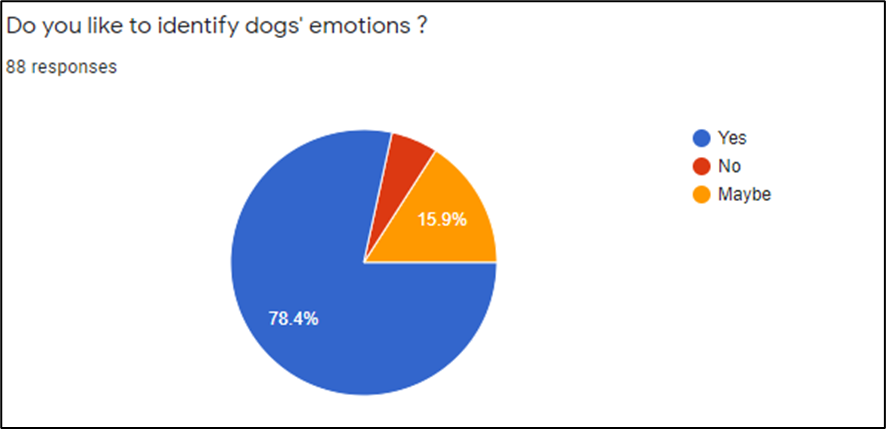 Do you like to identify dogs' emotions ?
88 responses
Yes
No
Maybe
15.9%
78.4%